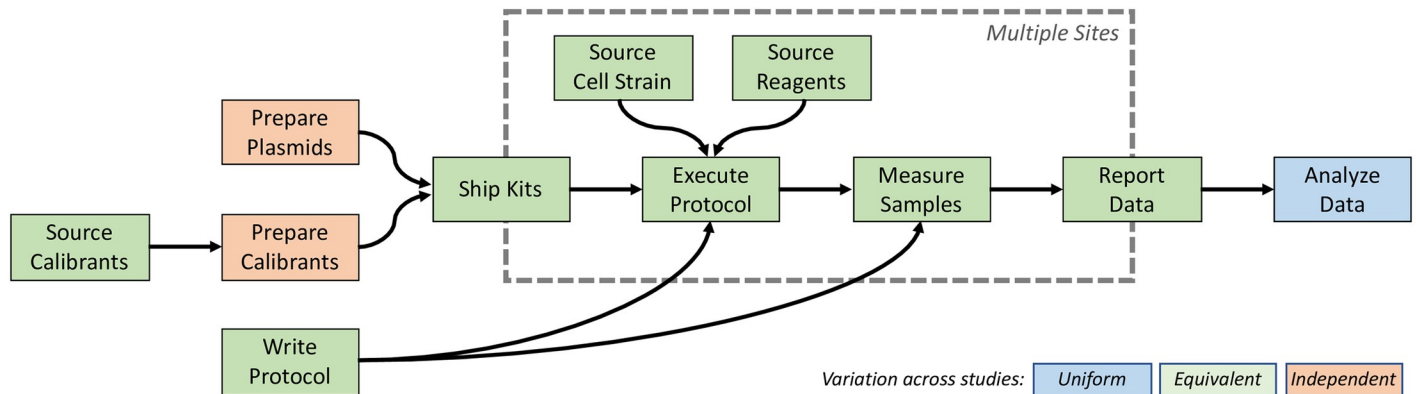 Multiple Sites
Source
Cell Strain
Source
Reagents
Prepare
Plasmids
Ship Kits
Execute
Protocol
Measure
Samples
Report
Data
Analyze
Data
Source
Calibrants
Prepare
Calibrants
Write
Protocol
Variation across studies:
Uniform
Equivalent
Independent